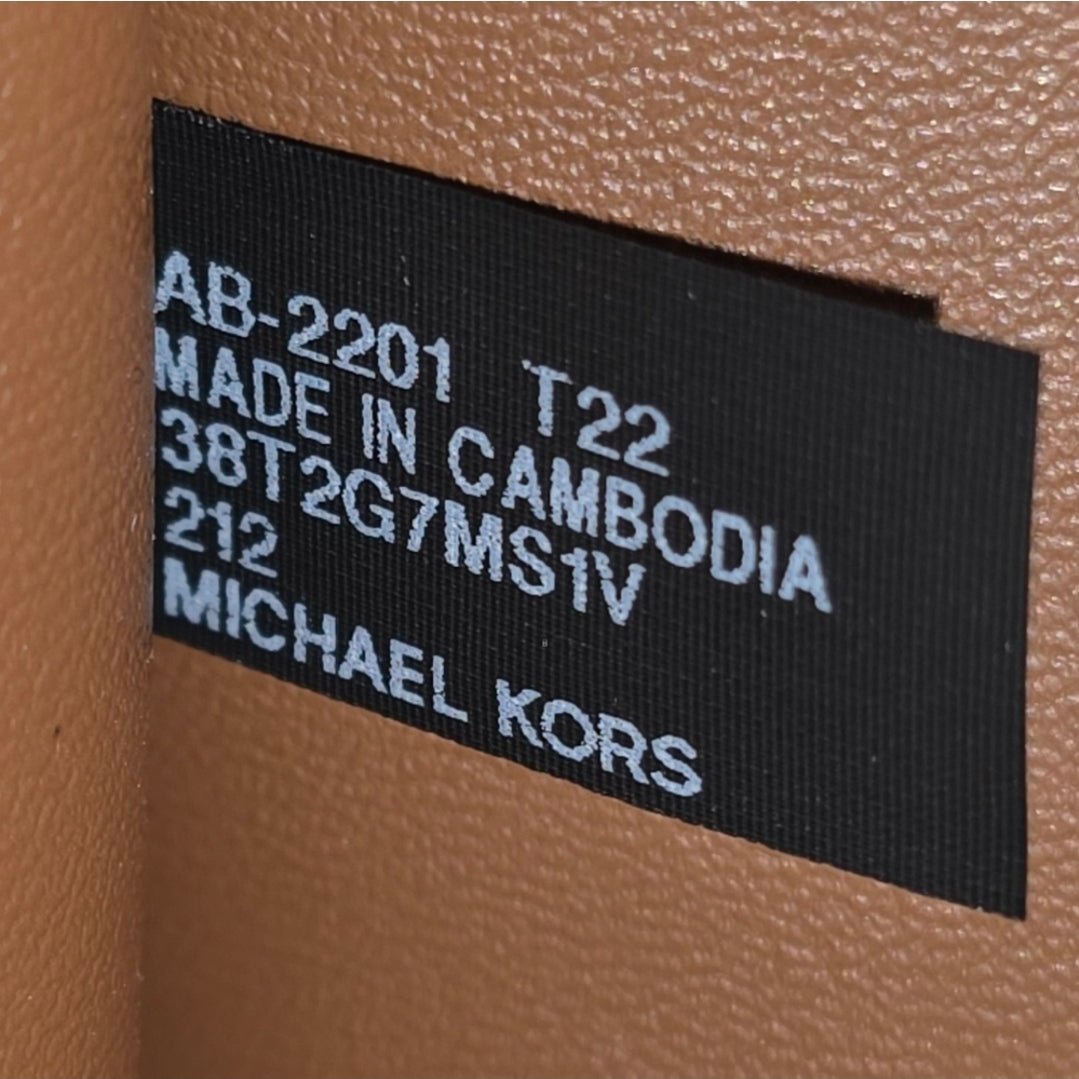 AB-2201 T22
MADE IN CAMBODIA
38T2G7MS1V
212
MICHAEL KORS